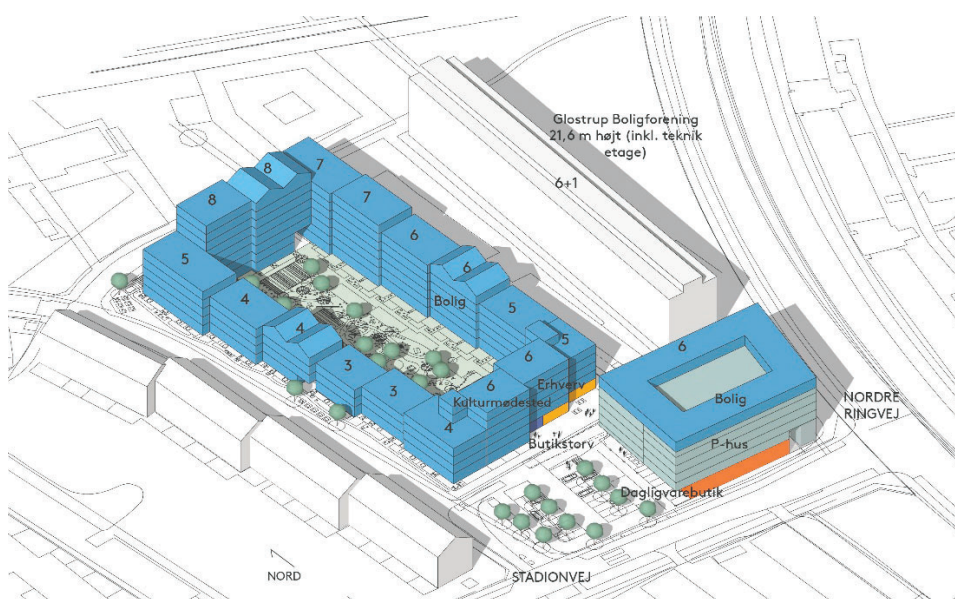 Glostrup Boligforening
21,6 m højt (inkl. teknik
etage)
6+1
7
8
8
7
6
5
6
4
Bolig
5
4
5
6
6
3
Erhverv
Bolig
NORDRE
RINGVEJ
3
6
Kulturmødested
4
P-hus
Butikstorv
Dagligvarebutik
NORD
STADIONVEJ